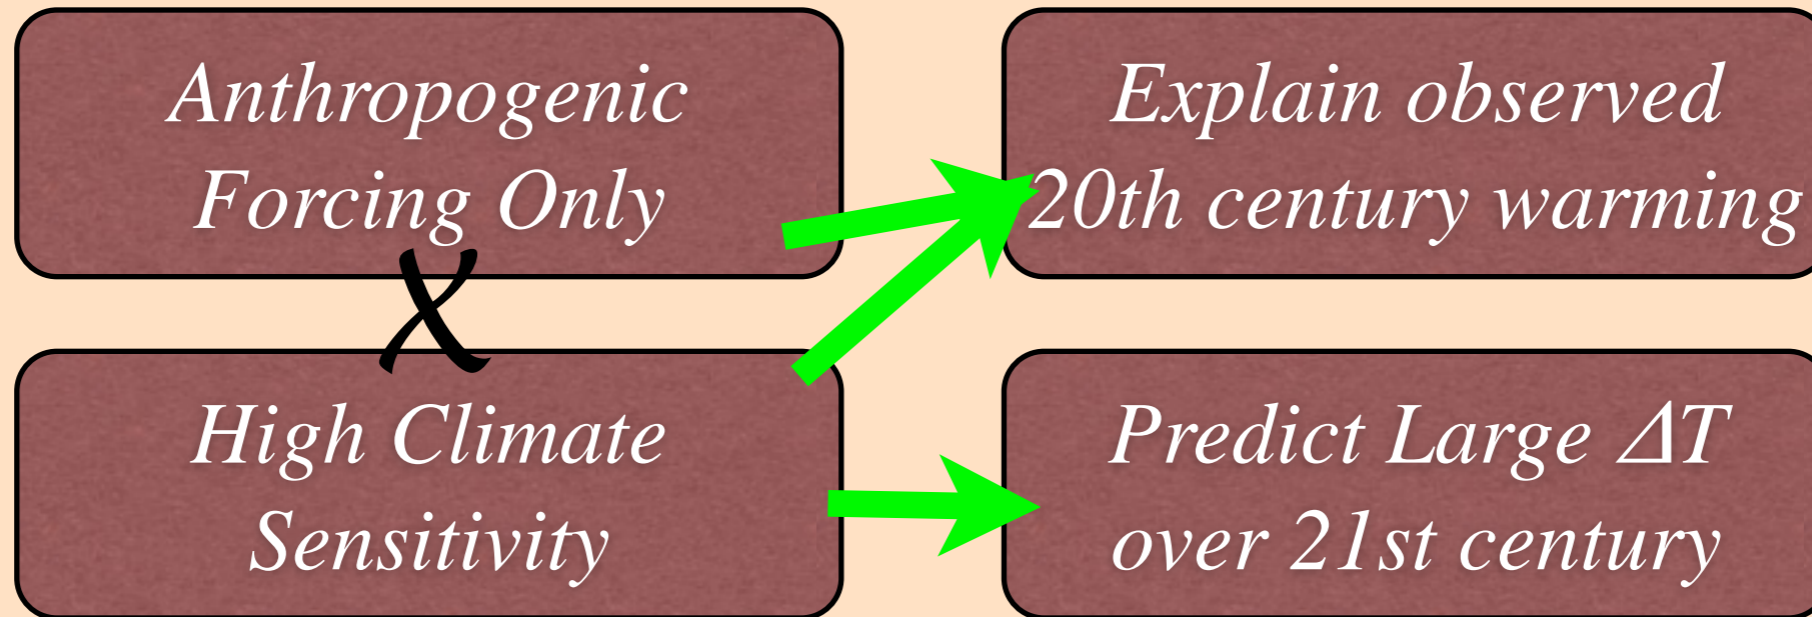 Anthropogenic
Forcing Only
X
High Climate
Sensitivity
Explain observed
20th century warming
Predict Large ΔT
over 21st century